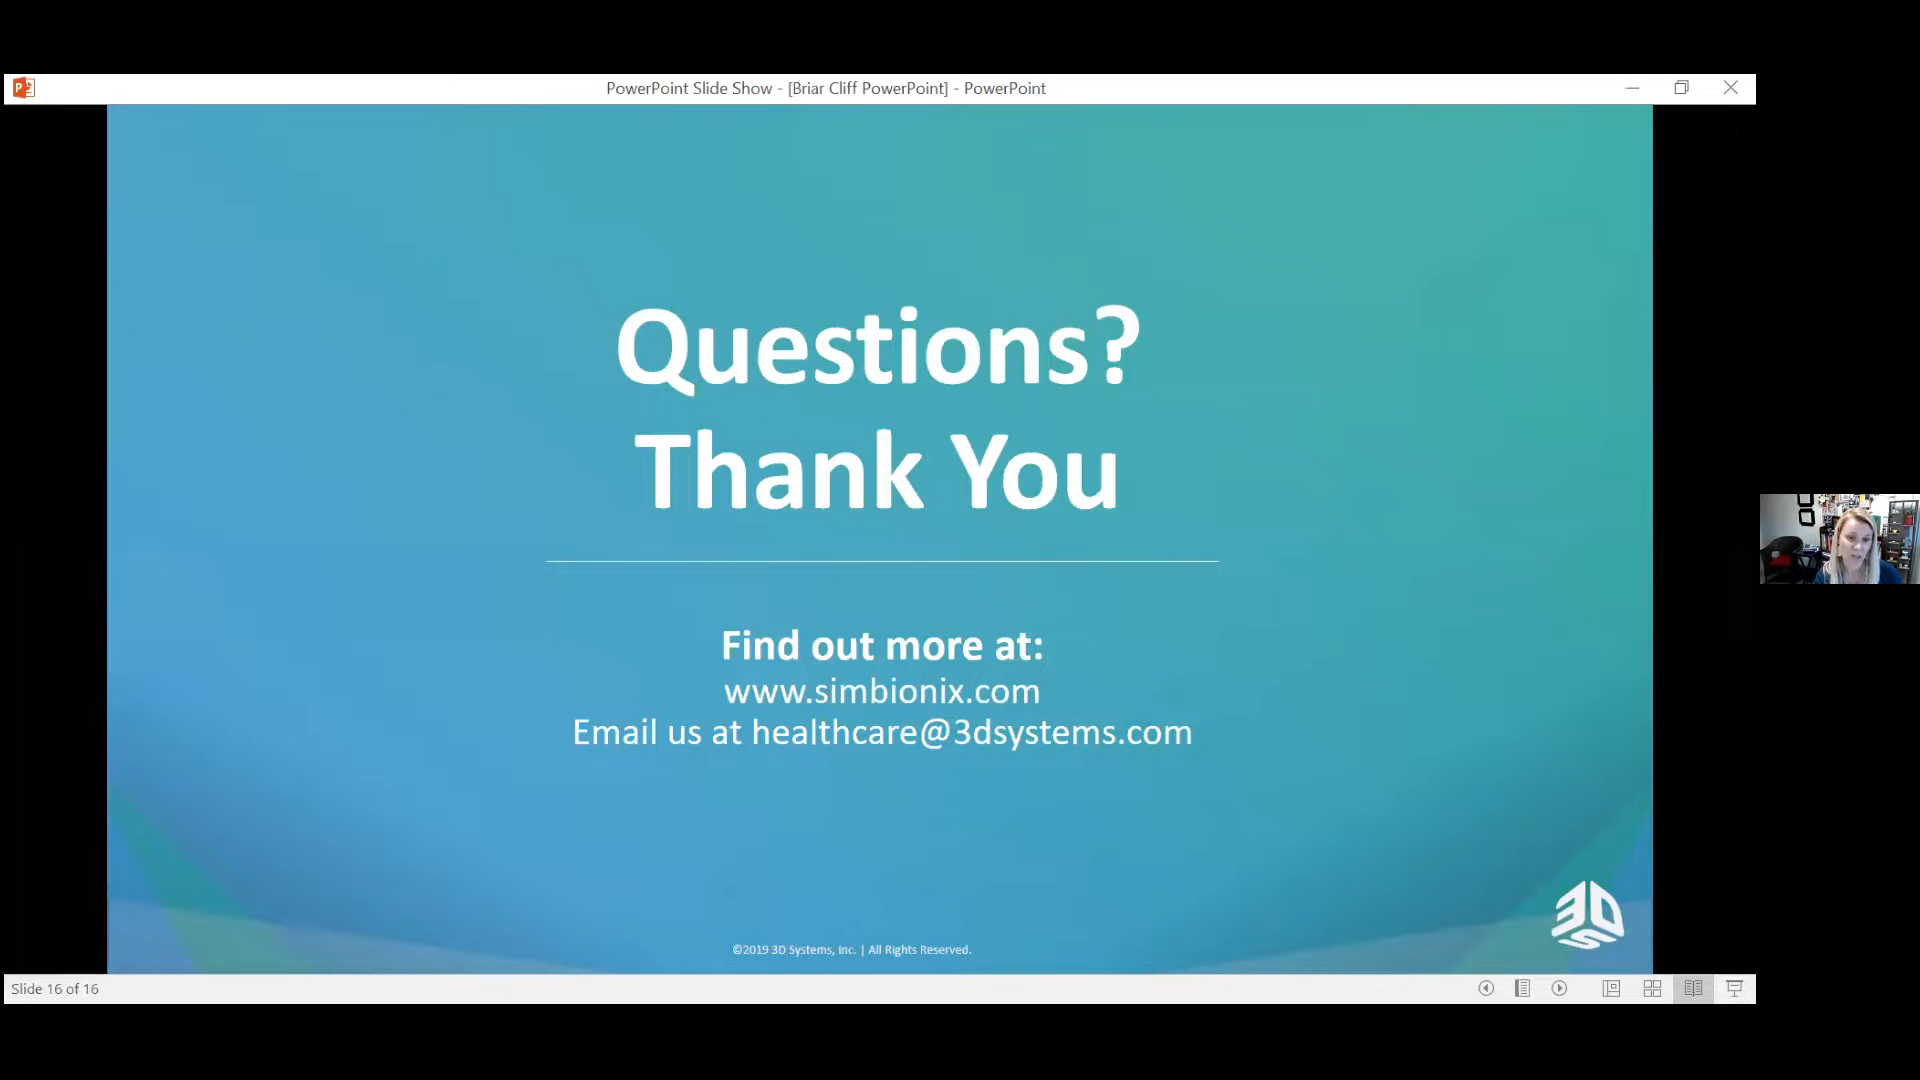 PowerPoint Slide Show - [Briar Cliff PowerPoint] - PowerPoint
Questions?
Thank You
Find out more at:
www.simbionix.com
Email us at healthcare@3dsystems.com
3DS
©2019 3D Systems, Inc. | All Rights Reserved.
Slide 16 of 16